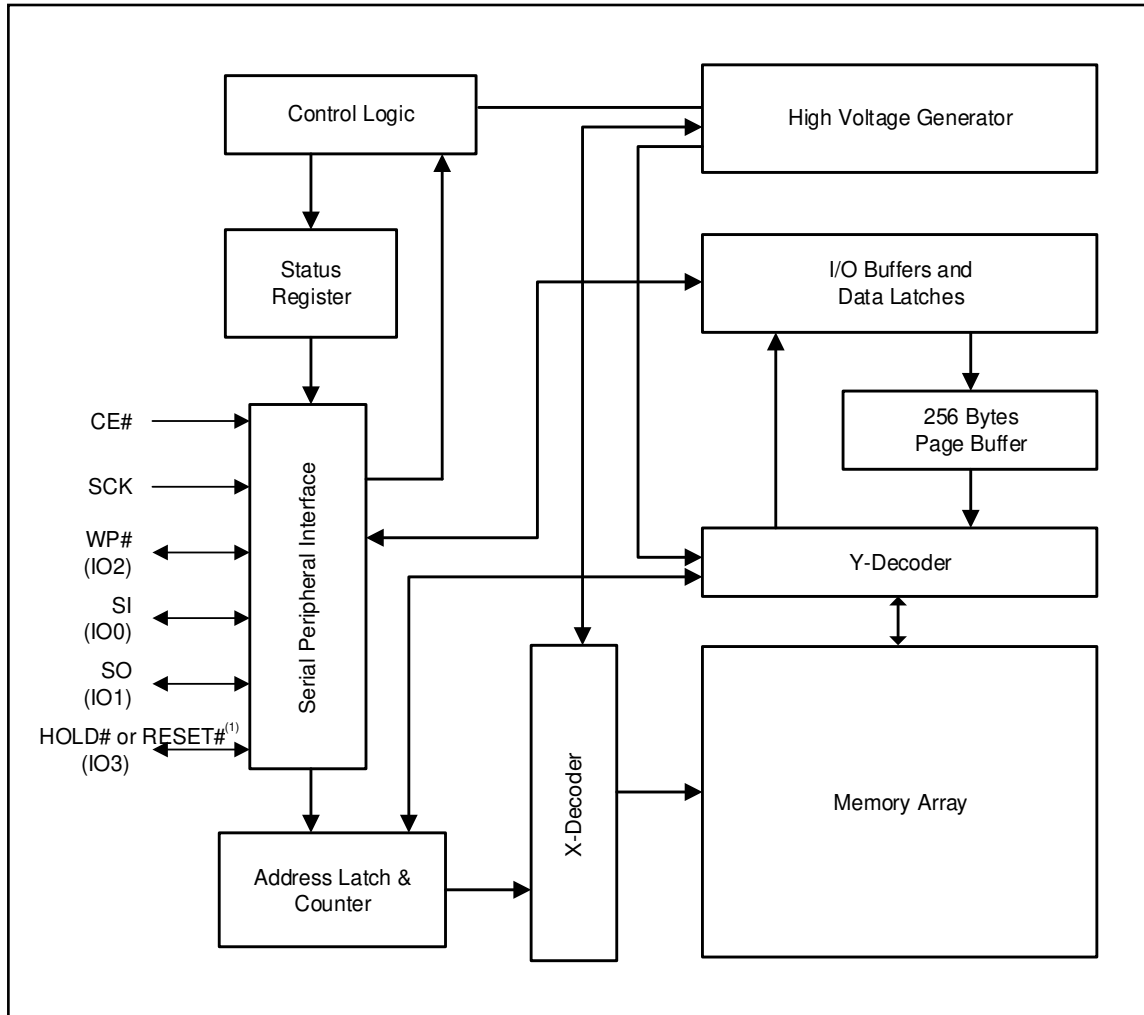 Control Logic
High Voltage Generator
Status
Register
I/O Buffers and
Data Latches
256 Bytes
Page Buffer
CE#
SCK
WP#
(IO2)
SI
(IO0)
SO
(IO1)
HOLD# or RESET#(1)
(IO3)
Serial Peripheral Interface
Y-Decoder
X-Decoder
Memory Array
Address Latch &
Counter